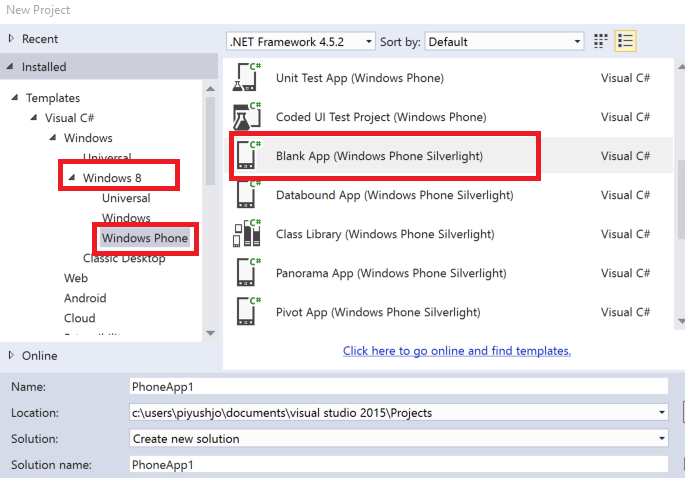 New Project
Recent
.NET Framework 4.5.2
Sort by:
Default
Installed
Templates
Visual C#
Windows
Universal
Windows 8
Universal
Windows
Windows Phone
Classic Desktop
Web
Android
Cloud
Extensibility
Online
C# Unit Test App (Windows Phone) Visual C#
C# Coded UI Test Project (Windows Phone) Visual C#
C# Blank App (Windows Phone Silverlight) Visual C#
C# Databound App (Windows Phone Silverlight) Visual C#
C# Class Library (Windows Phone Silverlight) Visual C#
C# Panorama App (Windows Phone Silverlight) Visual C#
C# Pivot App (Windows Phone Silverlight) Visual C#
Click here to go online and find templates.
Name: PhoneApp1
Location: c:\users\piyushjo\documents\visual studio 2015\Projects
Solution: Create new solution
Solution name: PhoneApp1